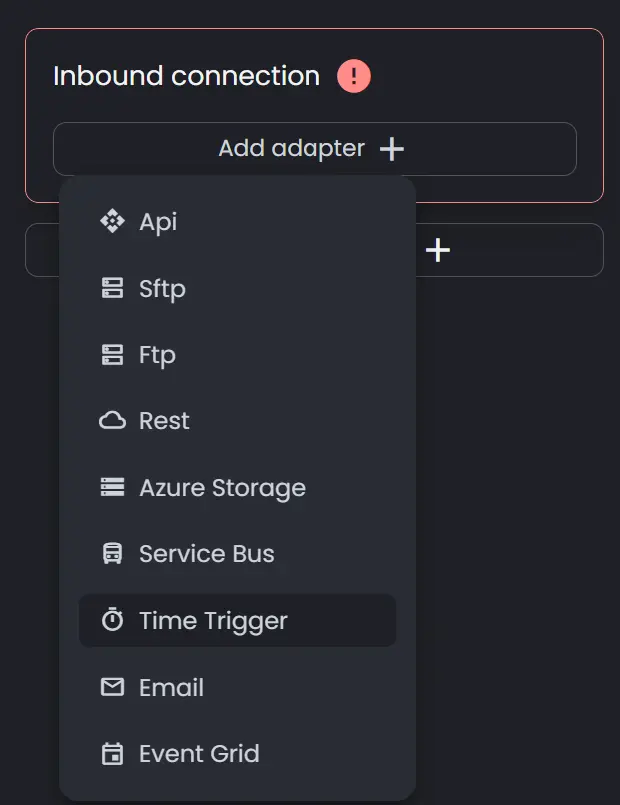 Inbound connection
Add adapter
Api
Sftp
Ftp
Rest
Azure Storage
Service Bus
Time Trigger
Email
Event Grid